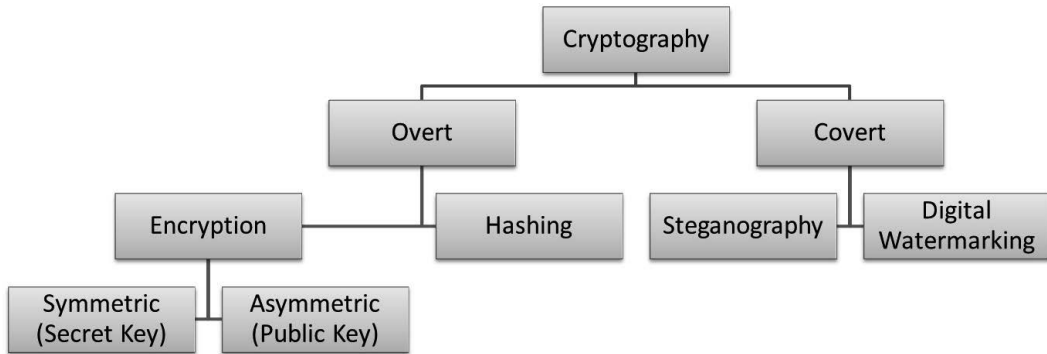 Cryptography
Overt
Covert
Encryption
Hashing
Steganography
Digital
Watermarking
Symmetric
(Secret Key)
Asymmetric
(Public Key)